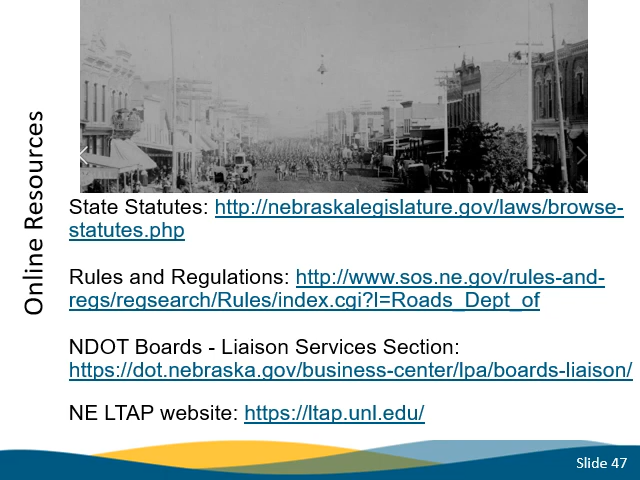 Online Resources
State Statutes: http://nebraskalegislature.gov/laws/browse-
statutes.php
Rules and Regulations: http://www.sos.ne.gov/rules-and-
regs/regsearch/Rules/index.cgi?l=Roads_Dept_of
NDOT Boards - Liaison Services Section:
https://dot.nebraska.gov/business-center/lpa/boards-liaison/
NE LTAP website: https://ltap.unl.edu/
Slide 47